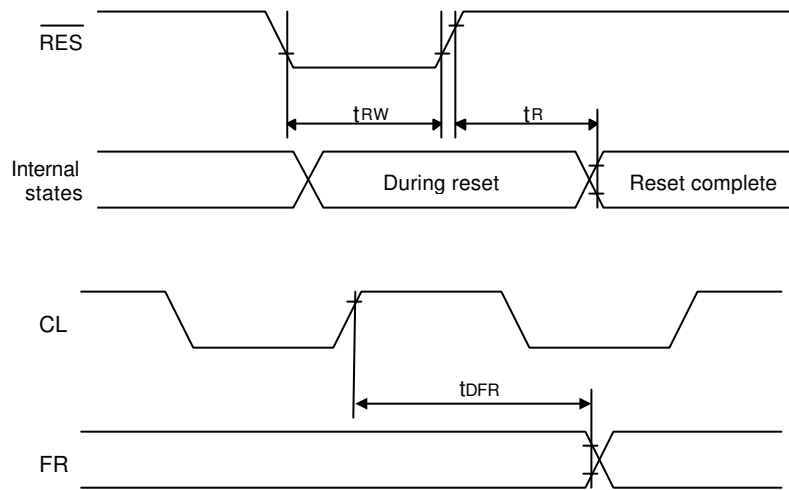 RES
tRW
tR
Internal
states
During reset
Reset complete
CL
tDFR
FR